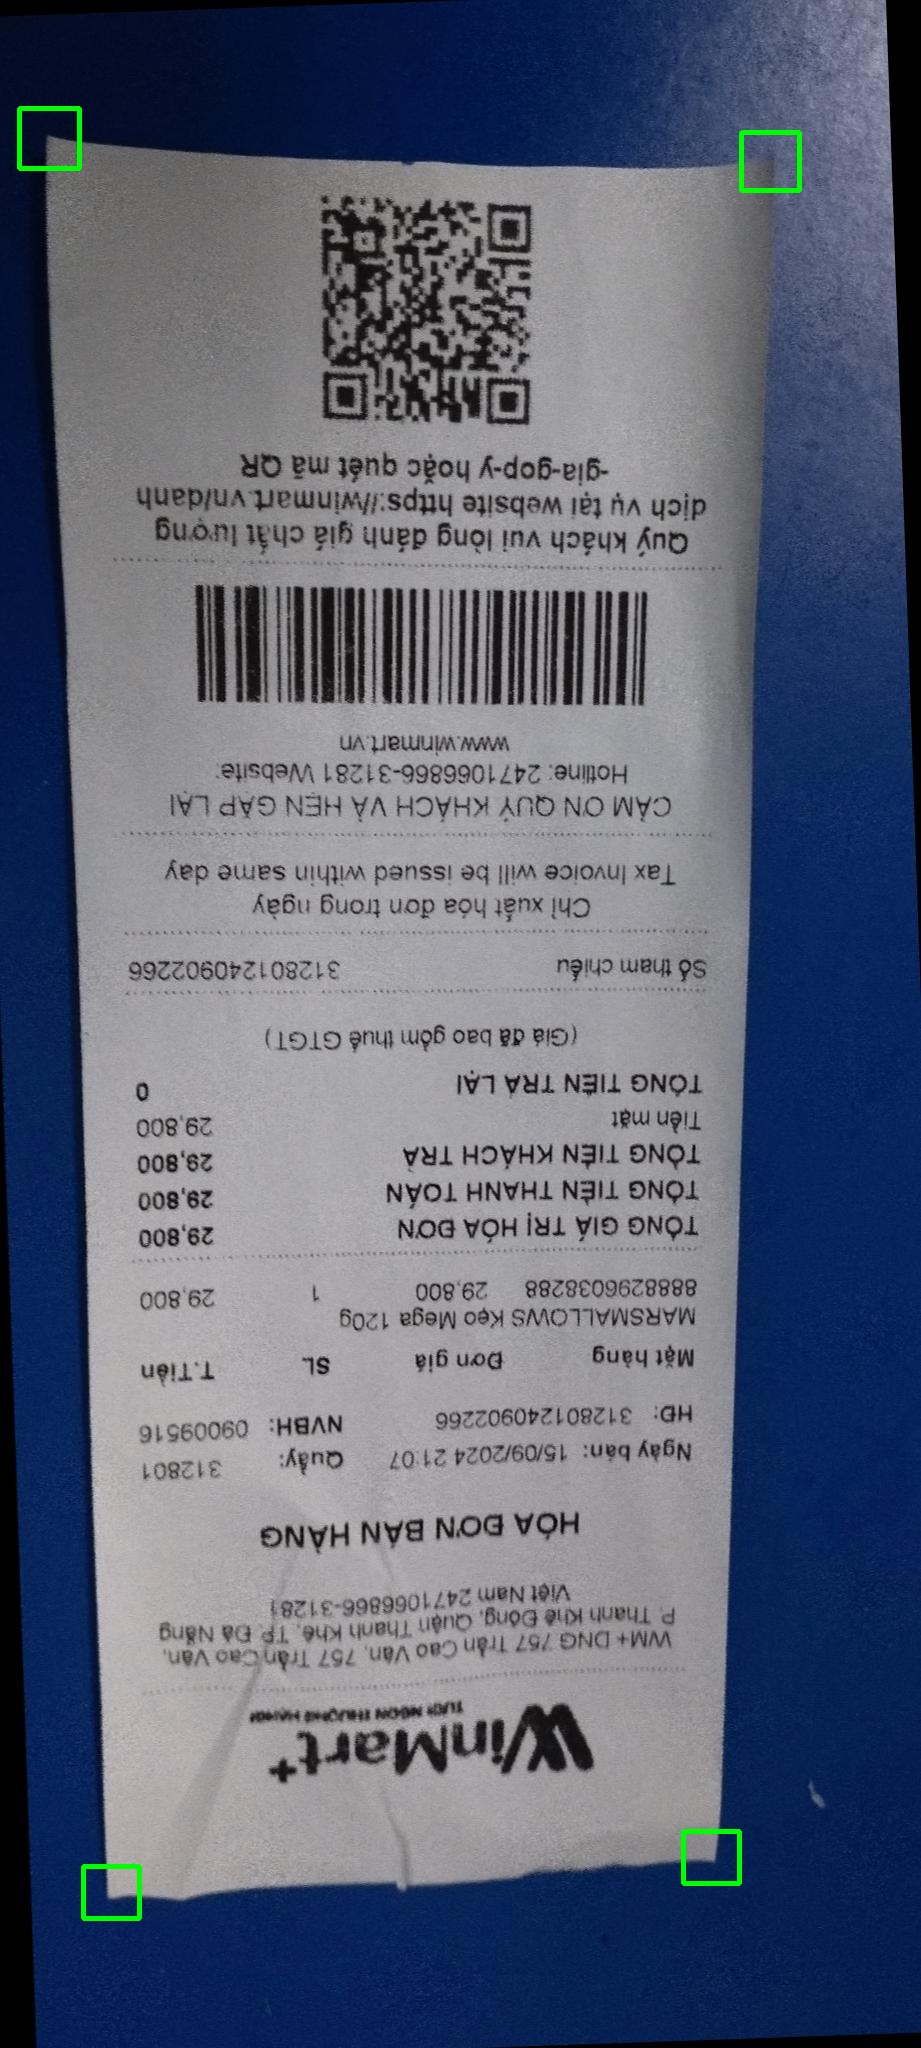 WinMart+
TƯƠI NGON THƯỢNG HẠNG
WM+ DNG 757 Trần Cao Vân, 757 Trần Cao Vân,
P. Thanh Khê Đông, Quận Thanh Khê, TP. Đà Nẵng
Việt Nam 2471066866-31281
HÓA ĐƠN BÁN HÀNG
Ngày bán: 15/09/2024 21:07 Quầy: 312801
HĐ: 312801240902266 NVBH: 09009516
Mặt hàng Đơn giá SL T.Tiền
MARSMALLOWS Kẹo Mega 120g
8888296038288 29,800 1 29,800
TỔNG GIÁ TRỊ HÓA ĐƠN 29,800
TỔNG TIỀN THANH TOÁN 29,800
TỔNG TIỀN KHÁCH TRẢ 29,800
Tiền mặt 29,800
TỔNG TIỀN TRẢ LẠI 0
(Giá đã bao gồm thuế GTGT)
Số tham chiếu 312801240902266
Chỉ xuất hóa đơn trong ngày
Tax Invoice will be issued within same day
CẢM ƠN QUÝ KHÁCH VÀ HẸN GẶP LẠI
Hotline: 2471066866-31281 Website:
www.winmart.vn
Quý khách vui lòng đánh giá chất lượng
dịch vụ tại website https://winmart.vn/danh
-gia-gop-y hoặc quét mã QR